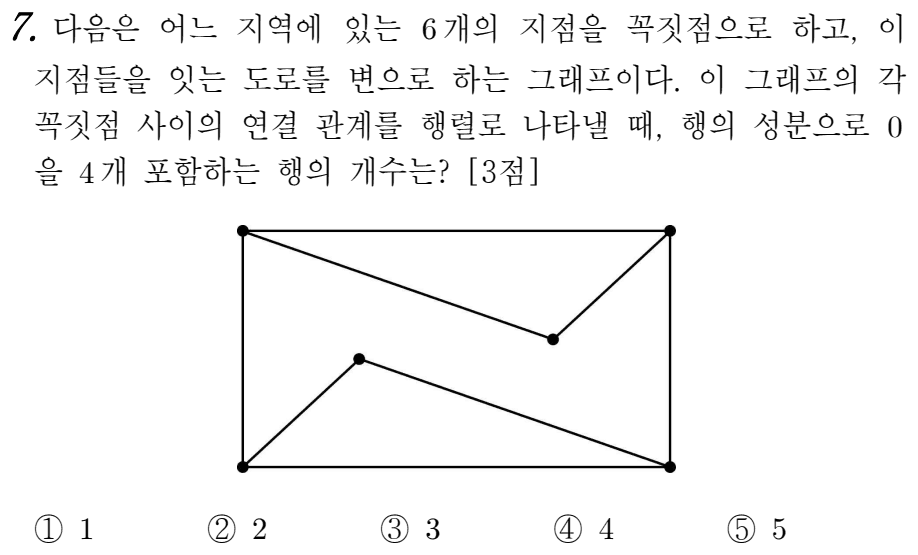 7. 다음은 어느 지역에 있는 6개의 지점을 꼭짓점으로 하고, 이
지점들을 잇는 도로를 변으로 하는 그래프이다. 이 그래프의 각
꼭짓점 사이의 연결 관계를 행렬로 나타낼 때, 행의 성분으로 0
을 4개 포함하는 행의 개수는? [3점]
① 1 ② 2 ③ 3 ④ 4 ⑤ 5